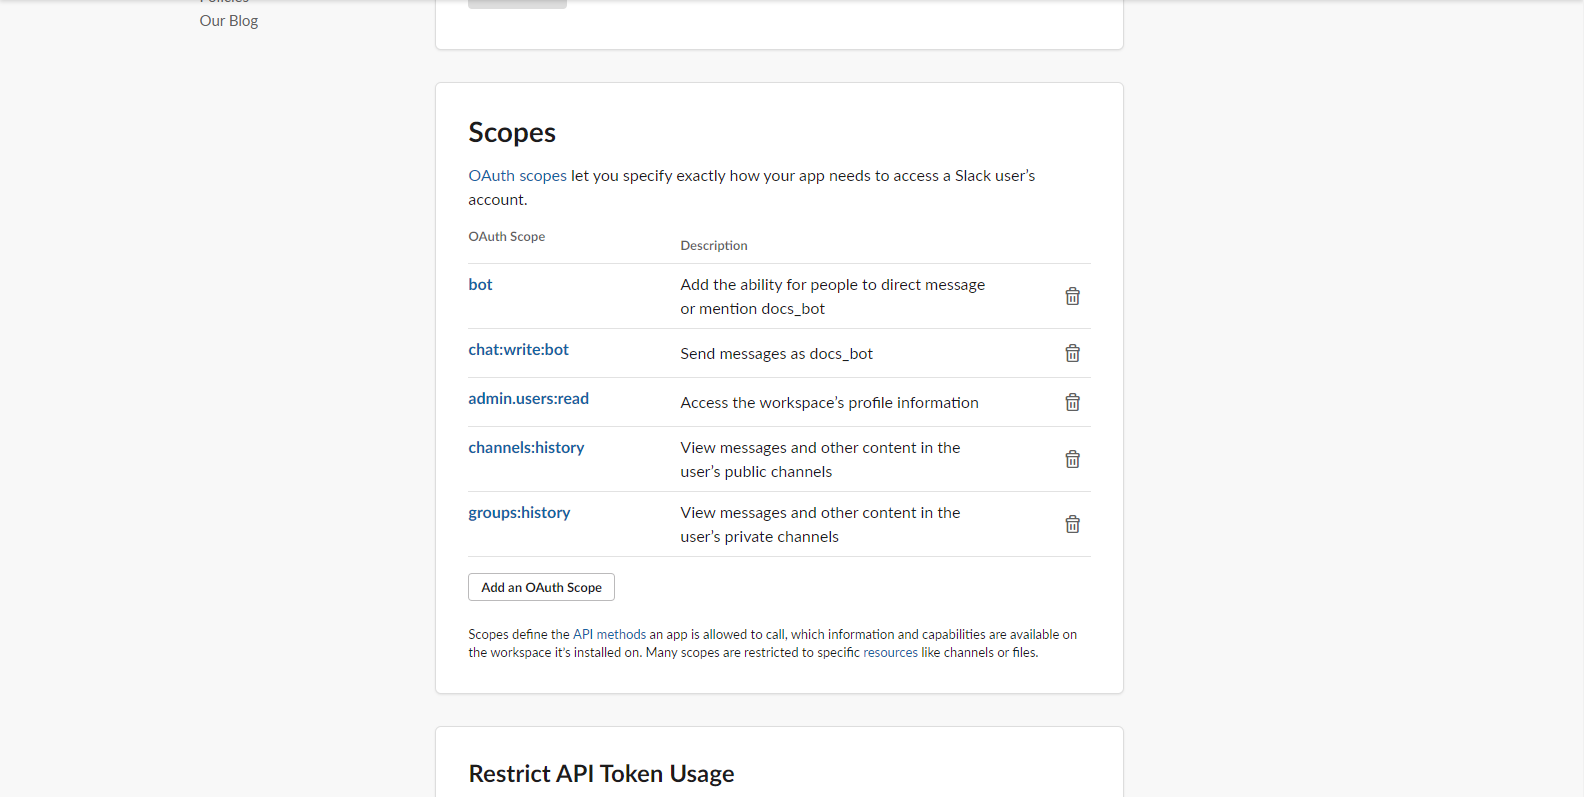 Policies
Our Blog
Scopes
OAuth scopes let you specify exactly how your app needs to access a Slack user’s
account.
OAuth Scope
Description
bot
Add the ability for people to direct message
or mention docs_bot
chat:write:bot
Send messages as docs_bot
admin.users:read
Access the workspace’s profile information
channels:history
View messages and other content in the
user’s public channels
groups:history
View messages and other content in the
user’s private channels
Add an OAuth Scope
Scopes define the API methods an app is allowed to call, which information and capabilities are available on
the workspace it’s installed on. Many scopes are restricted to specific resources like channels or files.
Restrict API Token Usage